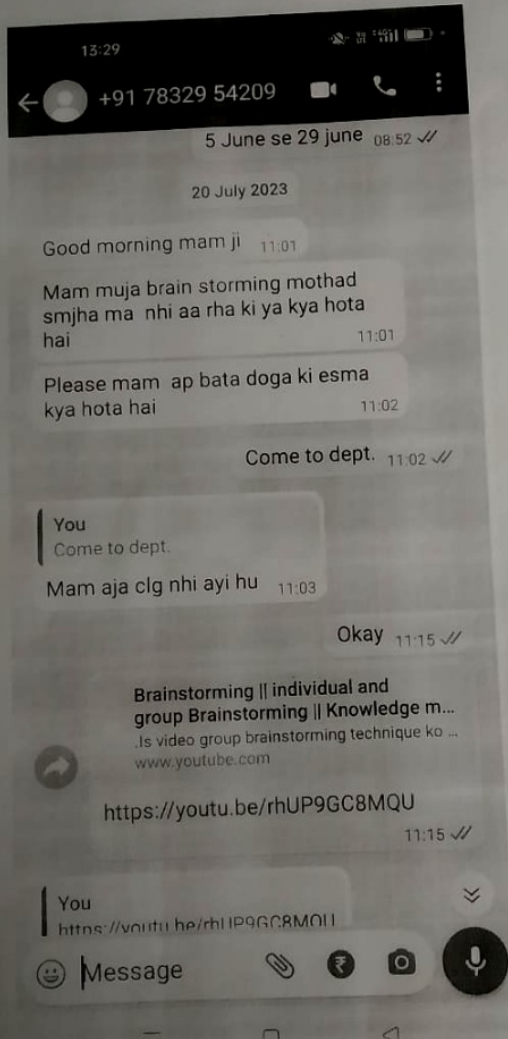 13:29
+91 78329 54209
5 June se 29 june 08:52
20 July 2023
Good morning mam ji 11:01
Mam muja brain storming mothad
smjha ma nhi aa rha ki ya kya hota
hai 11:01
Please mam ap bata doga ki esma
kya hota hai 11:02
Come to dept. 11:02
You
Come to dept.
Mam aja clg nhi ayi hu 11:03
Okay 11:15
Brainstorming || individual and
group Brainstorming || Knowledge m...
.Is video group brainstorming technique ko ...
www.youtube.com
https://youtu.be/rhUP9GC8MQU
11:15
You
https://youtu.be/rhUP9GC8MQU
Message